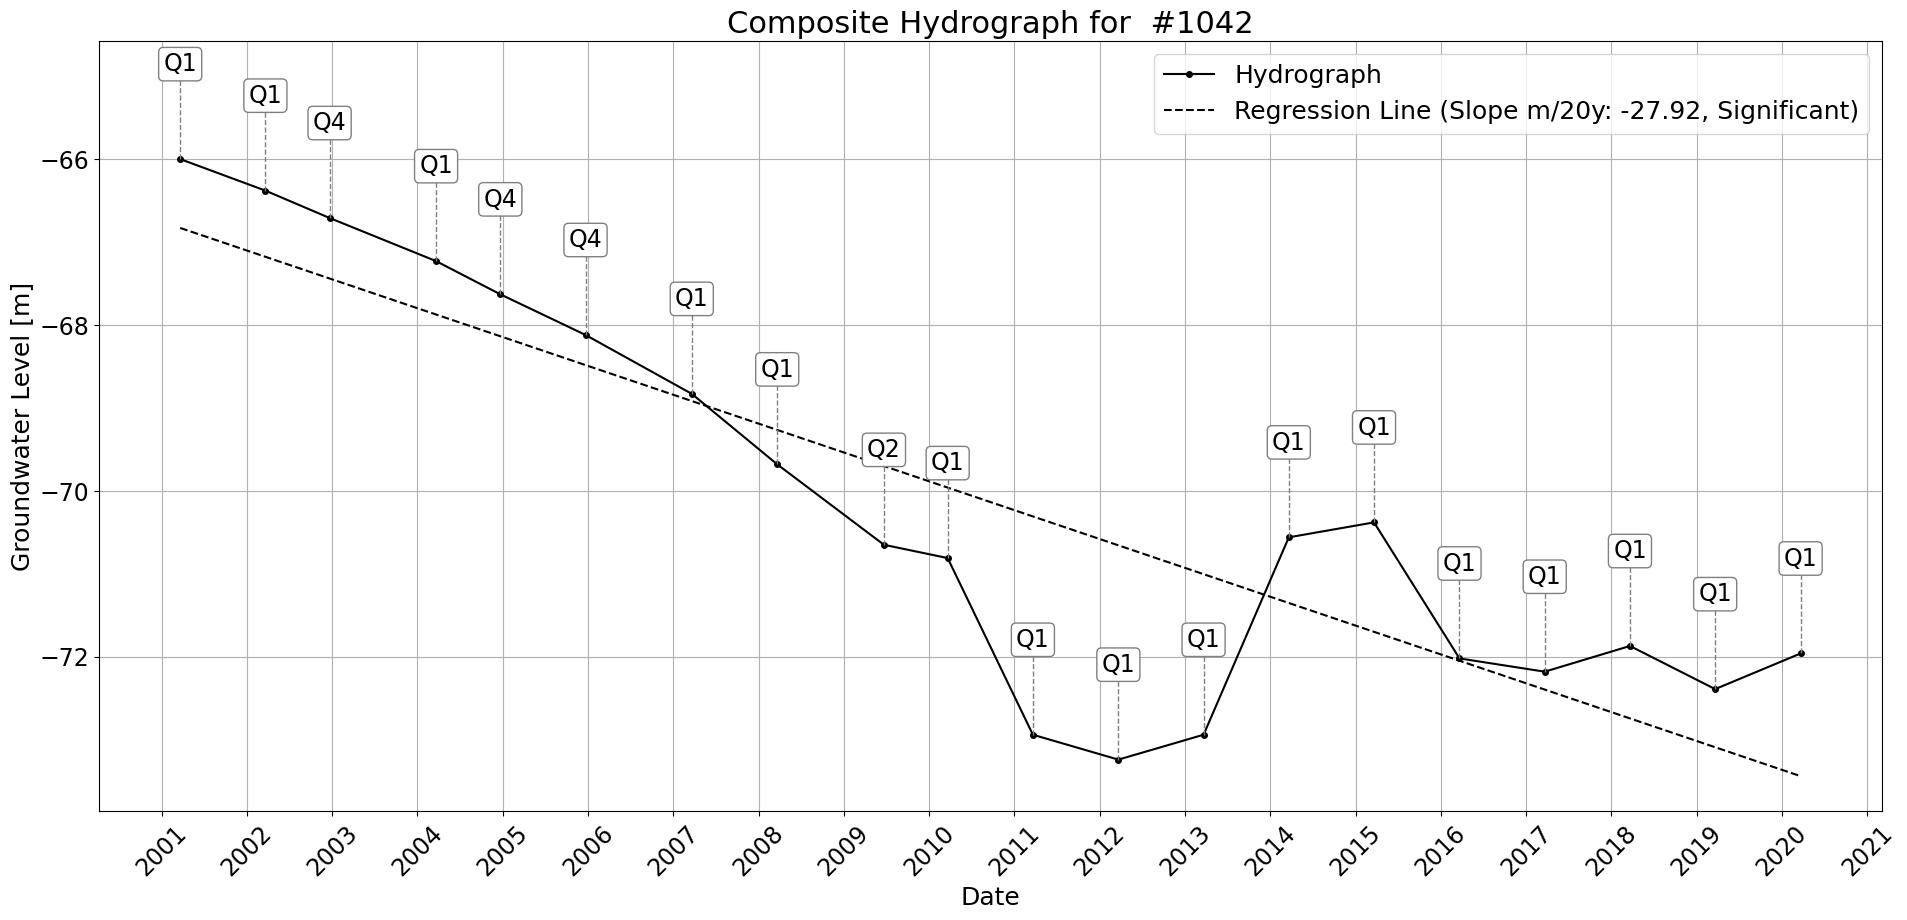 Composite Hydrograph for  #1042
Hydrograph
Regression Line (Slope m/20y: -27.92, Significant)
Q1
Q1
Q4
Q1
Q4
Q4
Q1
Q1
Q2
Q1
Q1
Q1
Q1
Q1
Q1
Q1
Q1
Q1
Q1
Q1
Groundwater Level [m]
−66
−68
−70
−72
2001
2002
2003
2004
2005
2006
2007
2008
2009
2010
2011
2012
2013
2014
2015
2016
2017
2018
2019
2020
2021
Date